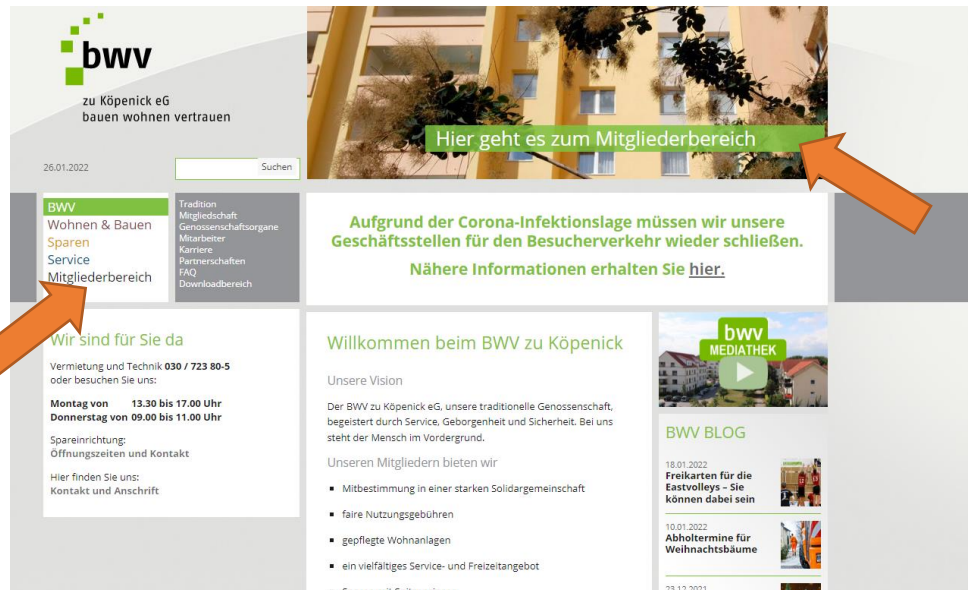 bwv
zu Köpenick eG
bauen wohnen vertrauen
26.01.2022
Suchen
Hier geht es zum Mitgliederbereich
BWV
Wohnen & Bauen
Sparen
Service
Mitgliederbereich
Tradition
Mitgliedschaft
Genossenschaftsorgane
Mitarbeiter
Karriere
Partnerschaften
FAQ
Downloadbereich
Aufgrund der Corona-Infektionslage müssen wir unsere
Geschäftsstellen für den Besucherverkehr wieder schließen.
Nähere Informationen erhalten Sie hier.
Wir sind für Sie da
Vermietung und Technik 030 / 723 80-5
oder besuchen Sie uns:
Montag von 13.30 bis 17.00 Uhr
Donnerstag von 09.00 bis 11.00 Uhr
Spareinrichtung:
Öffnungszeiten und Kontakt
Hier finden Sie uns:
Kontakt und Anschrift
Willkommen beim BWV zu Köpenick
Unsere Vision
Der BWV zu Köpenick eG, unsere traditionelle Genossenschaft,
begeistert durch Service, Geborgenheit und Sicherheit. Bei uns
steht der Mensch im Vordergrund.
Unseren Mitgliedern bieten wir
▪ Mitbestimmung in einer starken Solidargemeinschaft
▪ faire Nutzungsgebühren
▪ gepflegte Wohnanlagen
▪ ein vielfältiges Service- und Freizeitangebot
bwv
MEDIATHEK
BWV BLOG
18.01.2022
Freikarten für die
Eastvolleys – Sie
können dabei sein
10.01.2022
Abholtermine für
Weihnachtsbäume
23.12.2021